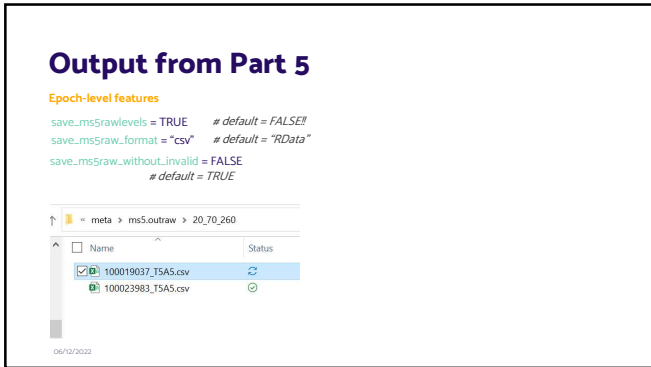 Output from Part 5
Epoch-level features
save_ms5rawlevels = TRUE # default = FALSE!!
save_ms5raw_format = “csv” # default = “RData”
save_ms5raw_without_invalid = FALSE
# default = TRUE
« meta › ms5.outraw › 20_70_260
Name Status
100019037_T5A5.csv
100023983_T5A5.csv
06/12/2022